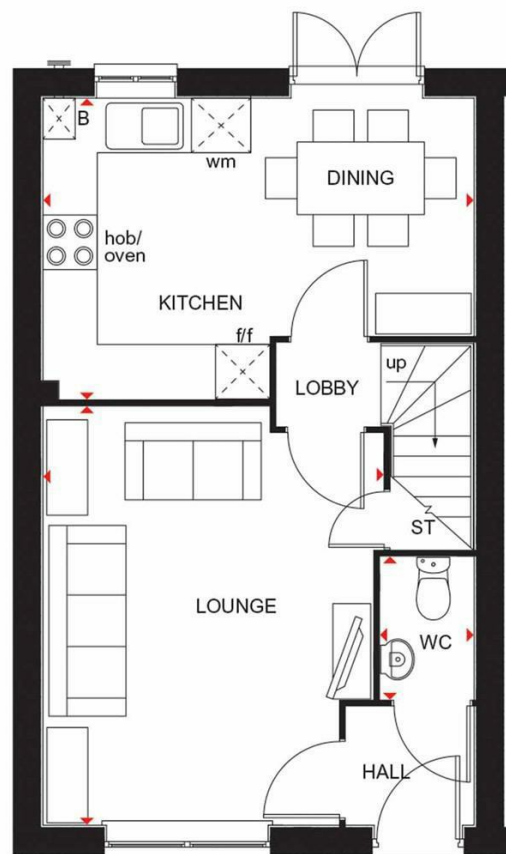 B
wm
DINING
hob/
oven
KITCHEN
f/f
up
LOBBY
ST
LOUNGE
WC
HALL